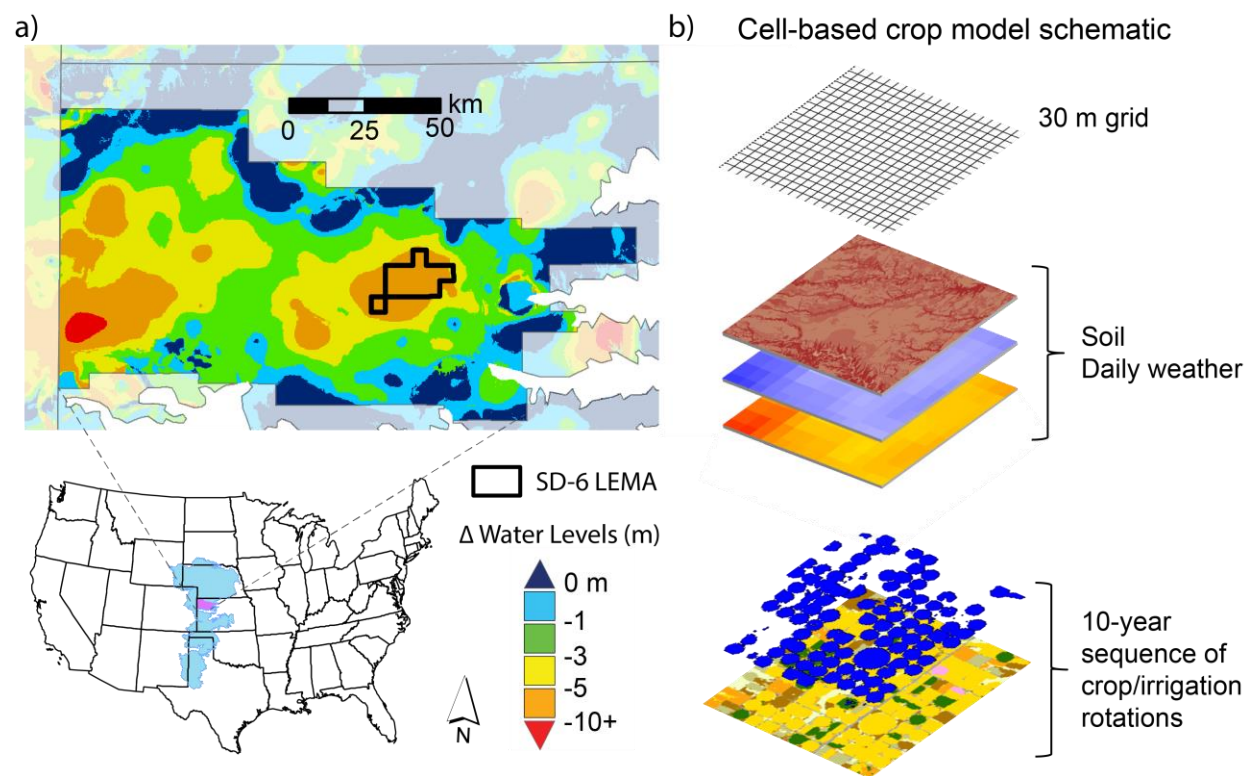 a)
km
0 25 50
SD-6 LEMA
Δ Water Levels (m)
0 m
-1
-3
-5
-10+
N
b)
Cell-based crop model schematic
30 m grid
Soil
Daily weather
10-year
sequence of
crop/irrigation
rotations